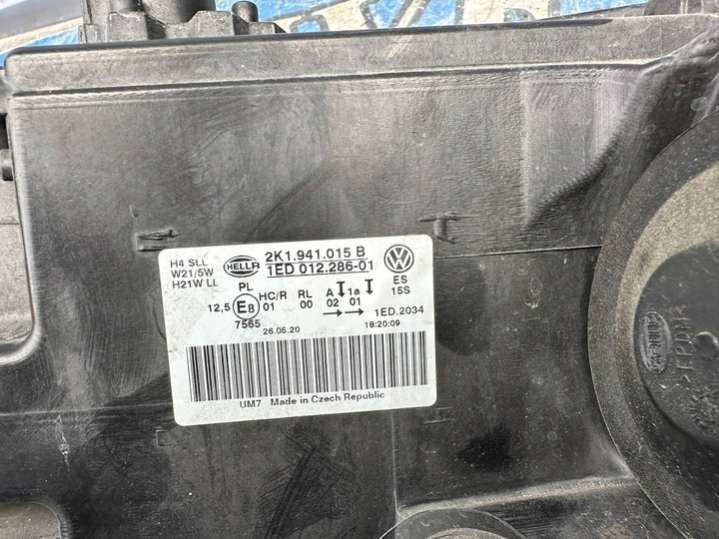 H4 SLL
W21/5W
H21W LL
HELLA
2K1.941.015 B
1ED 012.286-01
PL
ES
15S
12,5 E8 HC/R RL A 1a
01 00 02 01
7565
1ED.2034
26.06.20
18:20:09
UM7 Made in Czech Republic